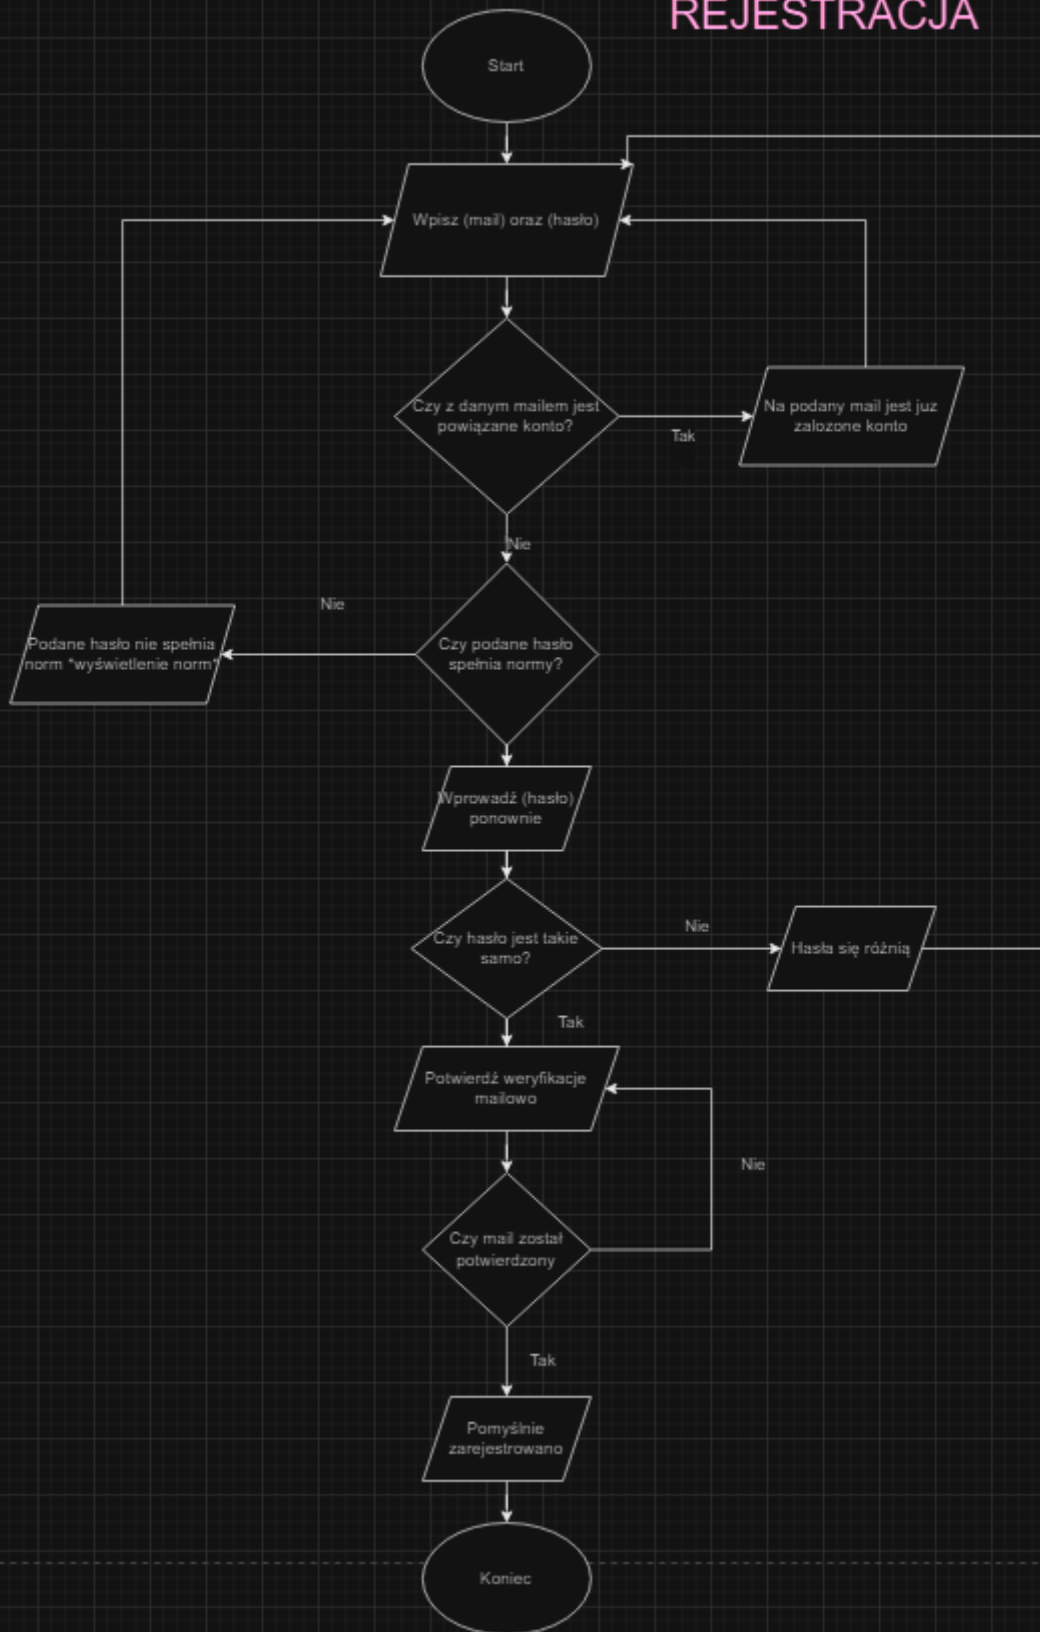 REJESTRACJA
Start
Wpisz (mail) oraz (hasło)
Czy z danym mailem jest
powiązane konto?
Tak
Na podany mail jest juz
zalozone konto
Nie
Nie
Podane hasło nie spełnia
norm *wyświetlenie norm*
Czy podane hasło
spełnia normy?
Wprowadź (hasło)
ponownie
Czy hasło jest takie
samo?
Nie
Hasła się różnią
Tak
Potwierdź weryfikacje
mailowo
Nie
Czy mail został
potwierdzony
Tak
Pomyślnie
zarejestrowano
Koniec